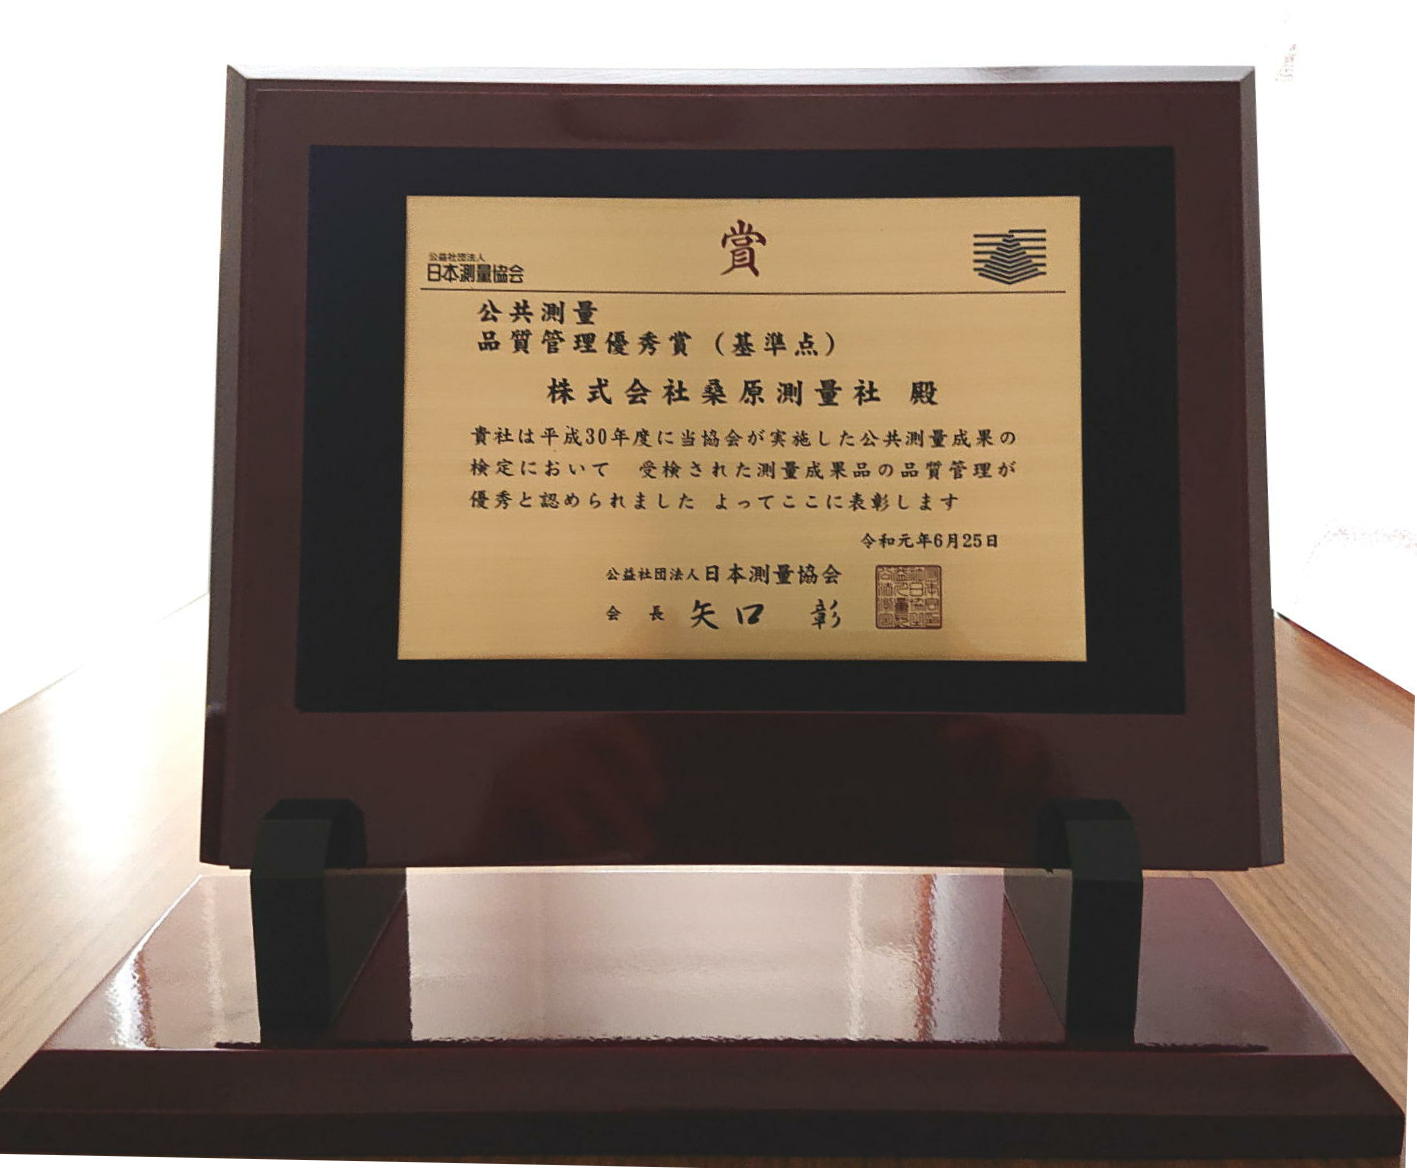 賞
公益社団法人
日本測量協会
公共測量
品質管理優秀賞（基準点）
株式会社桑原測量社 殿
貴社は平成30年度に当協会が実施した公共測量成果の
検定において 受検された測量成果品の品質管理が
優秀と認められました よってここに表彰します
令和元年6月25日
公益社団法人日本測量協会
会長 矢口 彰